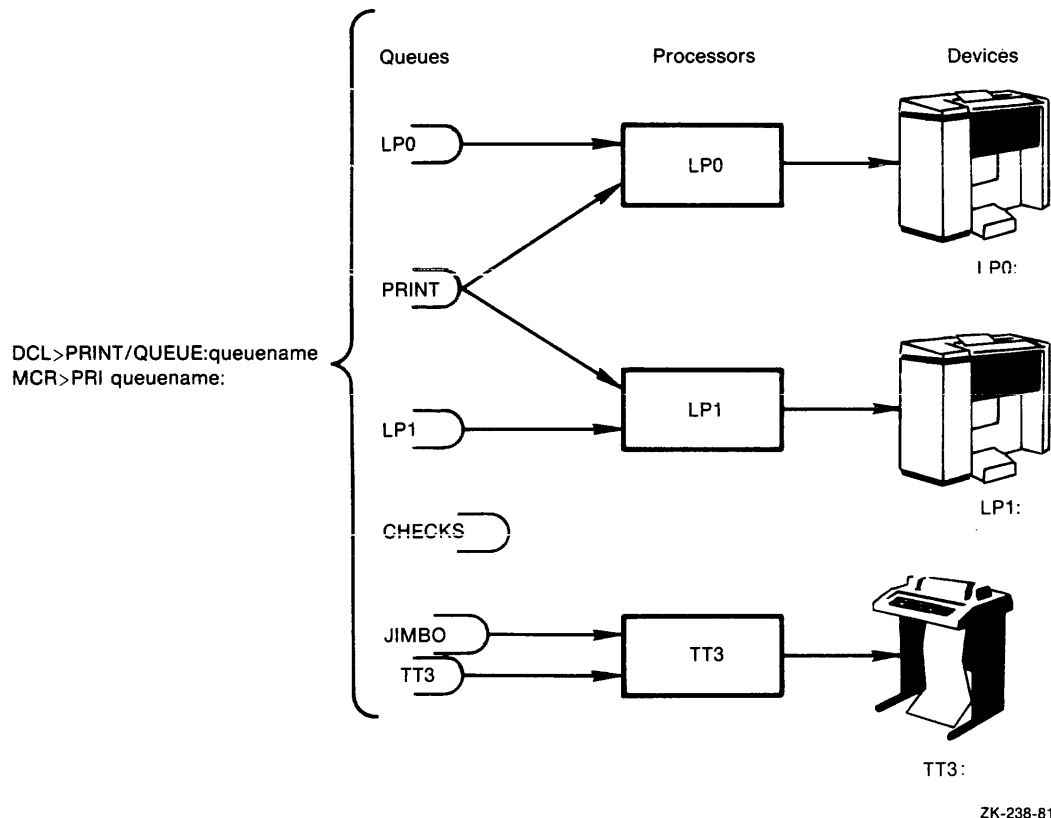 Queues Processors Devices
LP0
LP0
LP0:
PRINT
DCL>PRINT/QUEUE:queuename
MCR>PRI queuename:
LP1
LP1
LP1:
CHECKS
JIMBO
TT3
TT3
TT3:
ZK-238-81